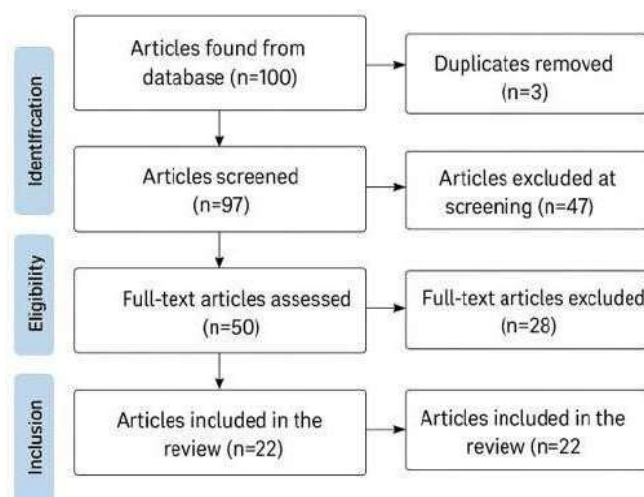 Identification
Articles found from
database (n=100)
Duplicates removed
(n=3)
Articles screened
(n=97)
Articles excluded at
screening (n=47)
Eligibility
Full-text articles assessed
(n=50)
Full-text articles excluded
(n=28)
Inclusion
Articles included in the
review (n=22)
Articles included in the
review (n=22